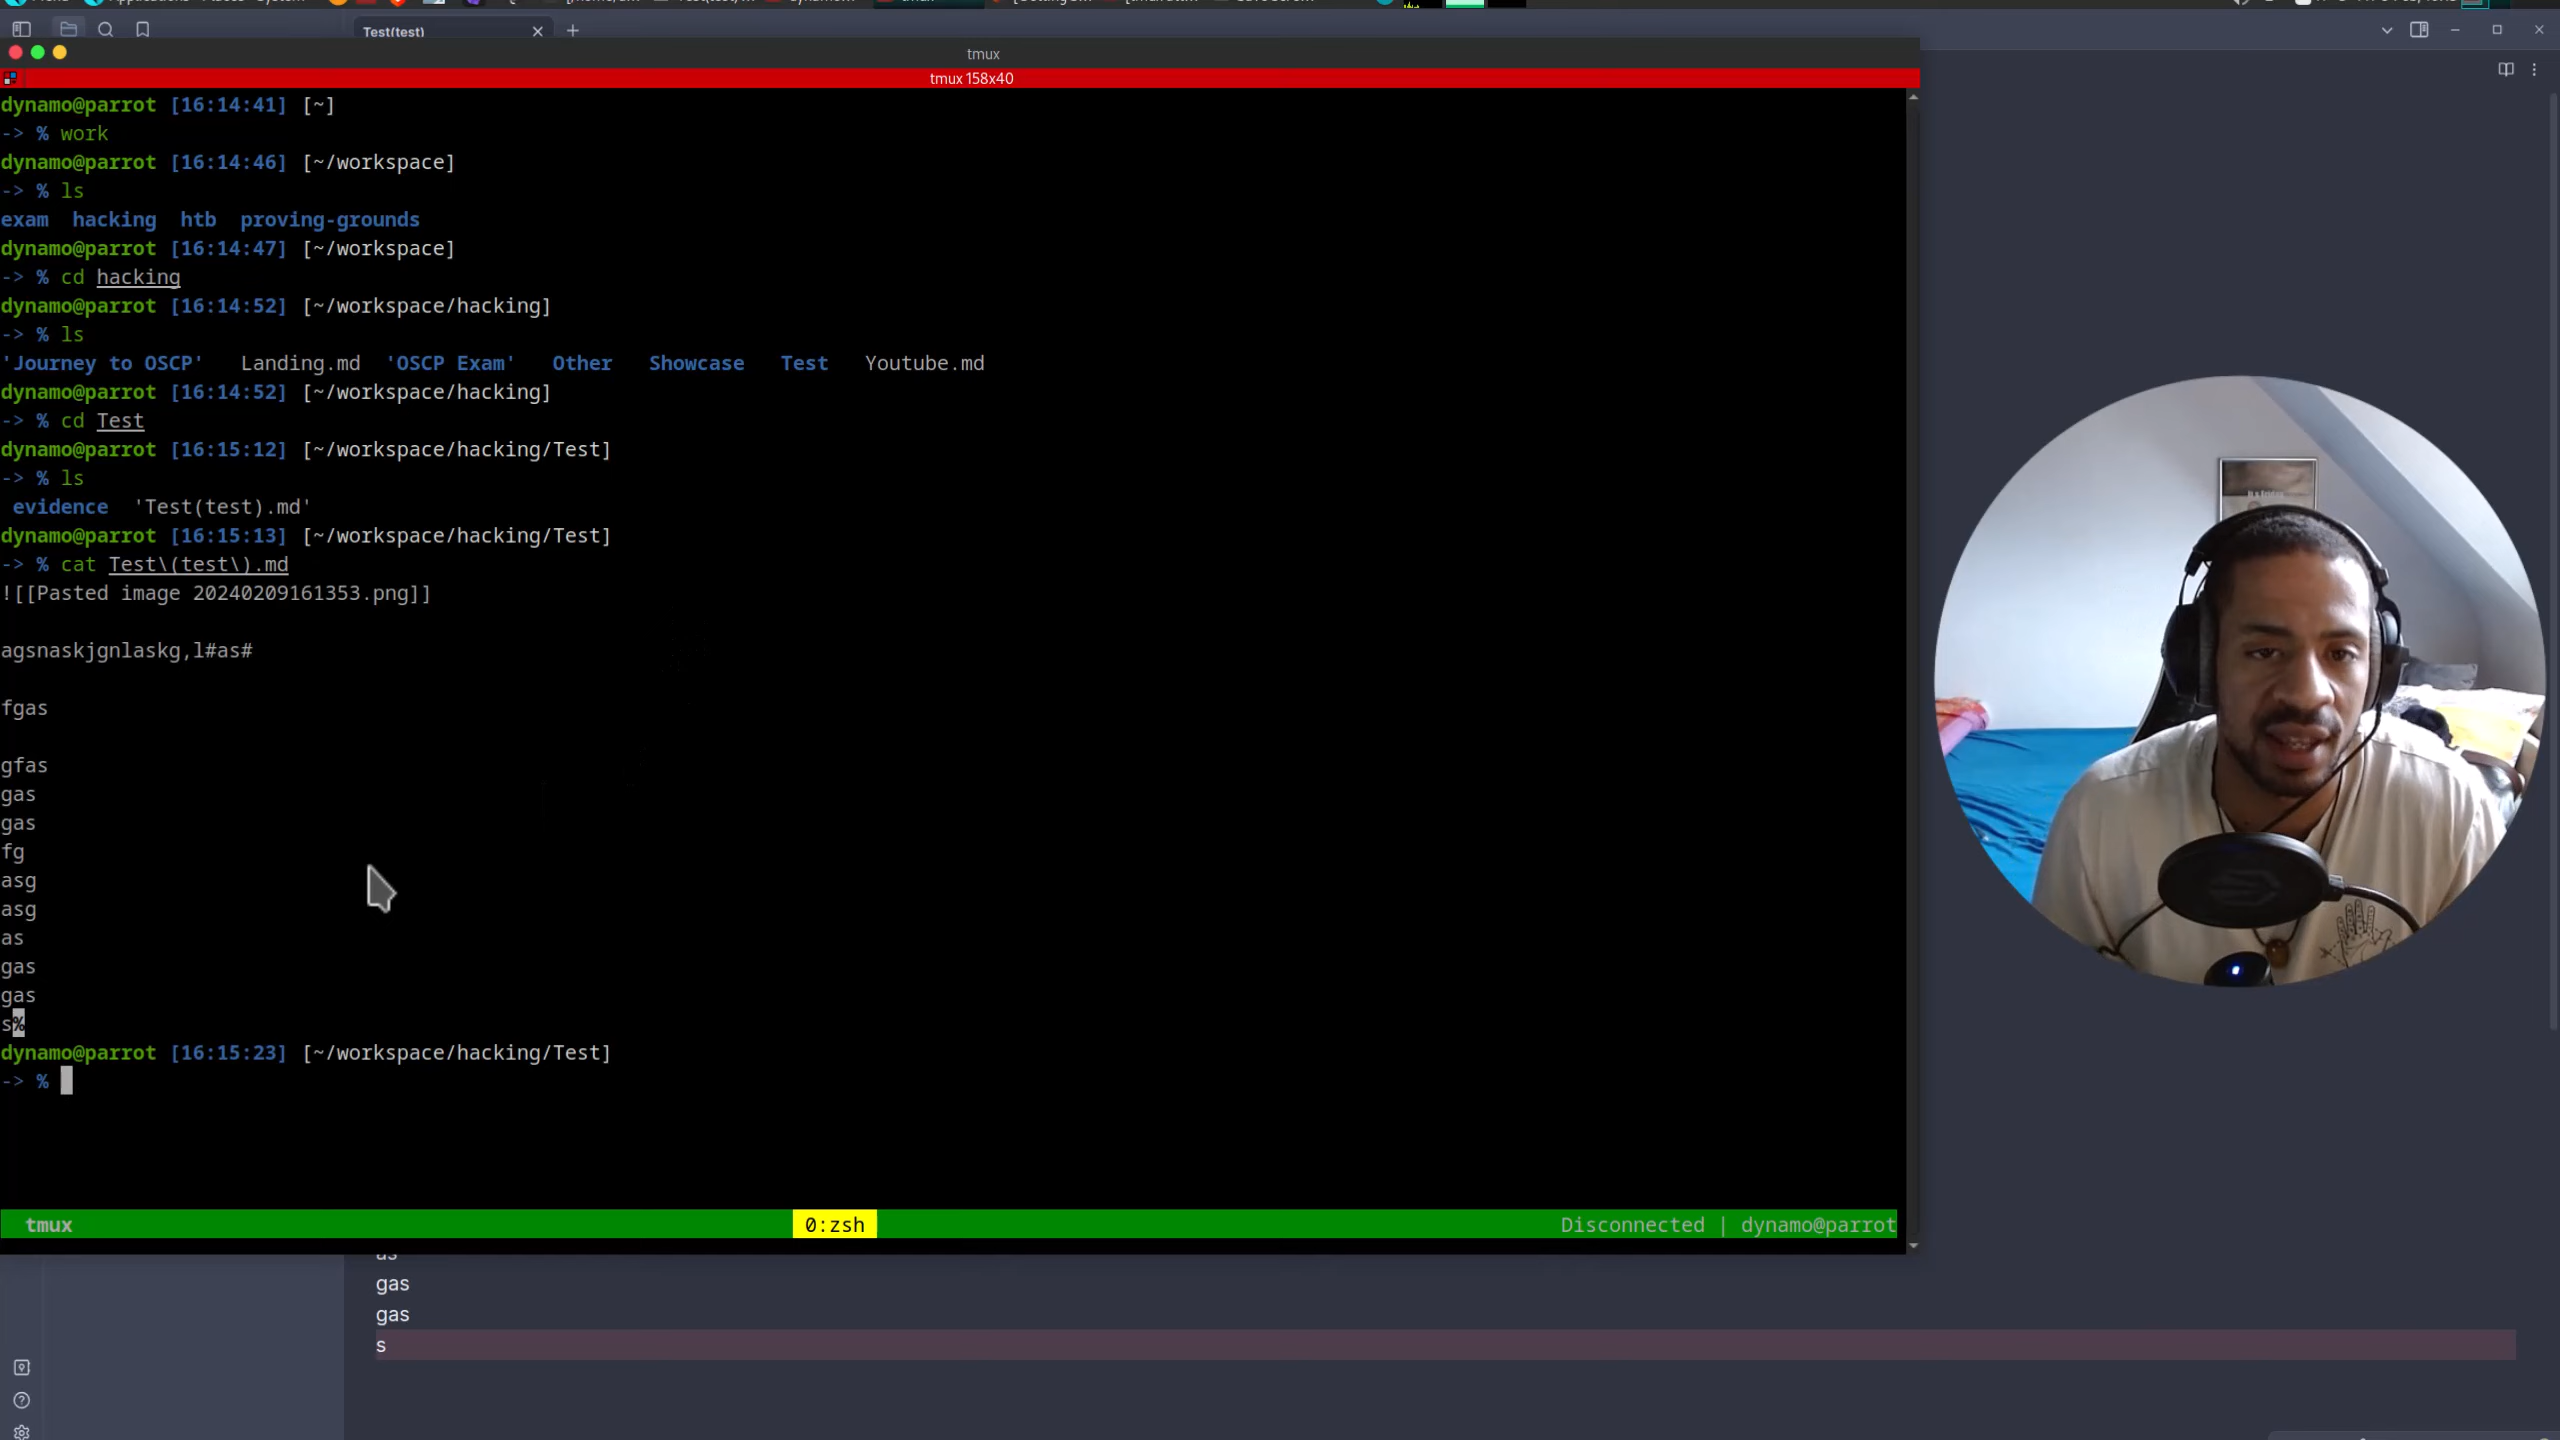 Test(test)
tmux
tmux 158x40
dynamo@parrot [16:14:41] [~]
-> % work
dynamo@parrot [16:14:46] [~/workspace]
-> % ls
exam  hacking  htb  proving-grounds
dynamo@parrot [16:14:47] [~/workspace]
-> % cd hacking
dynamo@parrot [16:14:52] [~/workspace/hacking]
-> % ls
'Journey to OSCP'   Landing.md  'OSCP Exam'   Other   Showcase   Test   Youtube.md
dynamo@parrot [16:14:52] [~/workspace/hacking]
-> % cd Test
dynamo@parrot [16:15:12] [~/workspace/hacking/Test]
-> % ls
evidence  'Test(test).md'
dynamo@parrot [16:15:13] [~/workspace/hacking/Test]
-> % cat Test\(test\).md
![[Pasted image 20240209161353.png]]
agsnaskjgnlaskg,l#as#
fgas
gfas
gas
gas
fg
asg
asg
as
gas
gas
s%
dynamo@parrot [16:15:23] [~/workspace/hacking/Test]
-> %
tmux 0:zsh Disconnected | dynamo@parrot
as
gas
gas
s